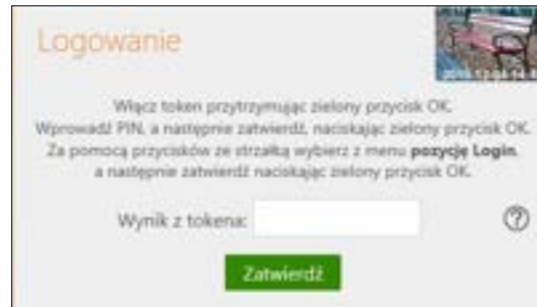 Logowanie
Włącz token przytrzymując zielony przycisk OK.
Wprowadź PIN, a następnie zatwierdź, naciskając zielony przycisk OK.
Za pomocą przycisków ze strzałką wybierz z menu pozycję Login,
a następnie zatwierdź naciskając zielony przycisk OK.
Wynik z tokena:
Zatwierdź